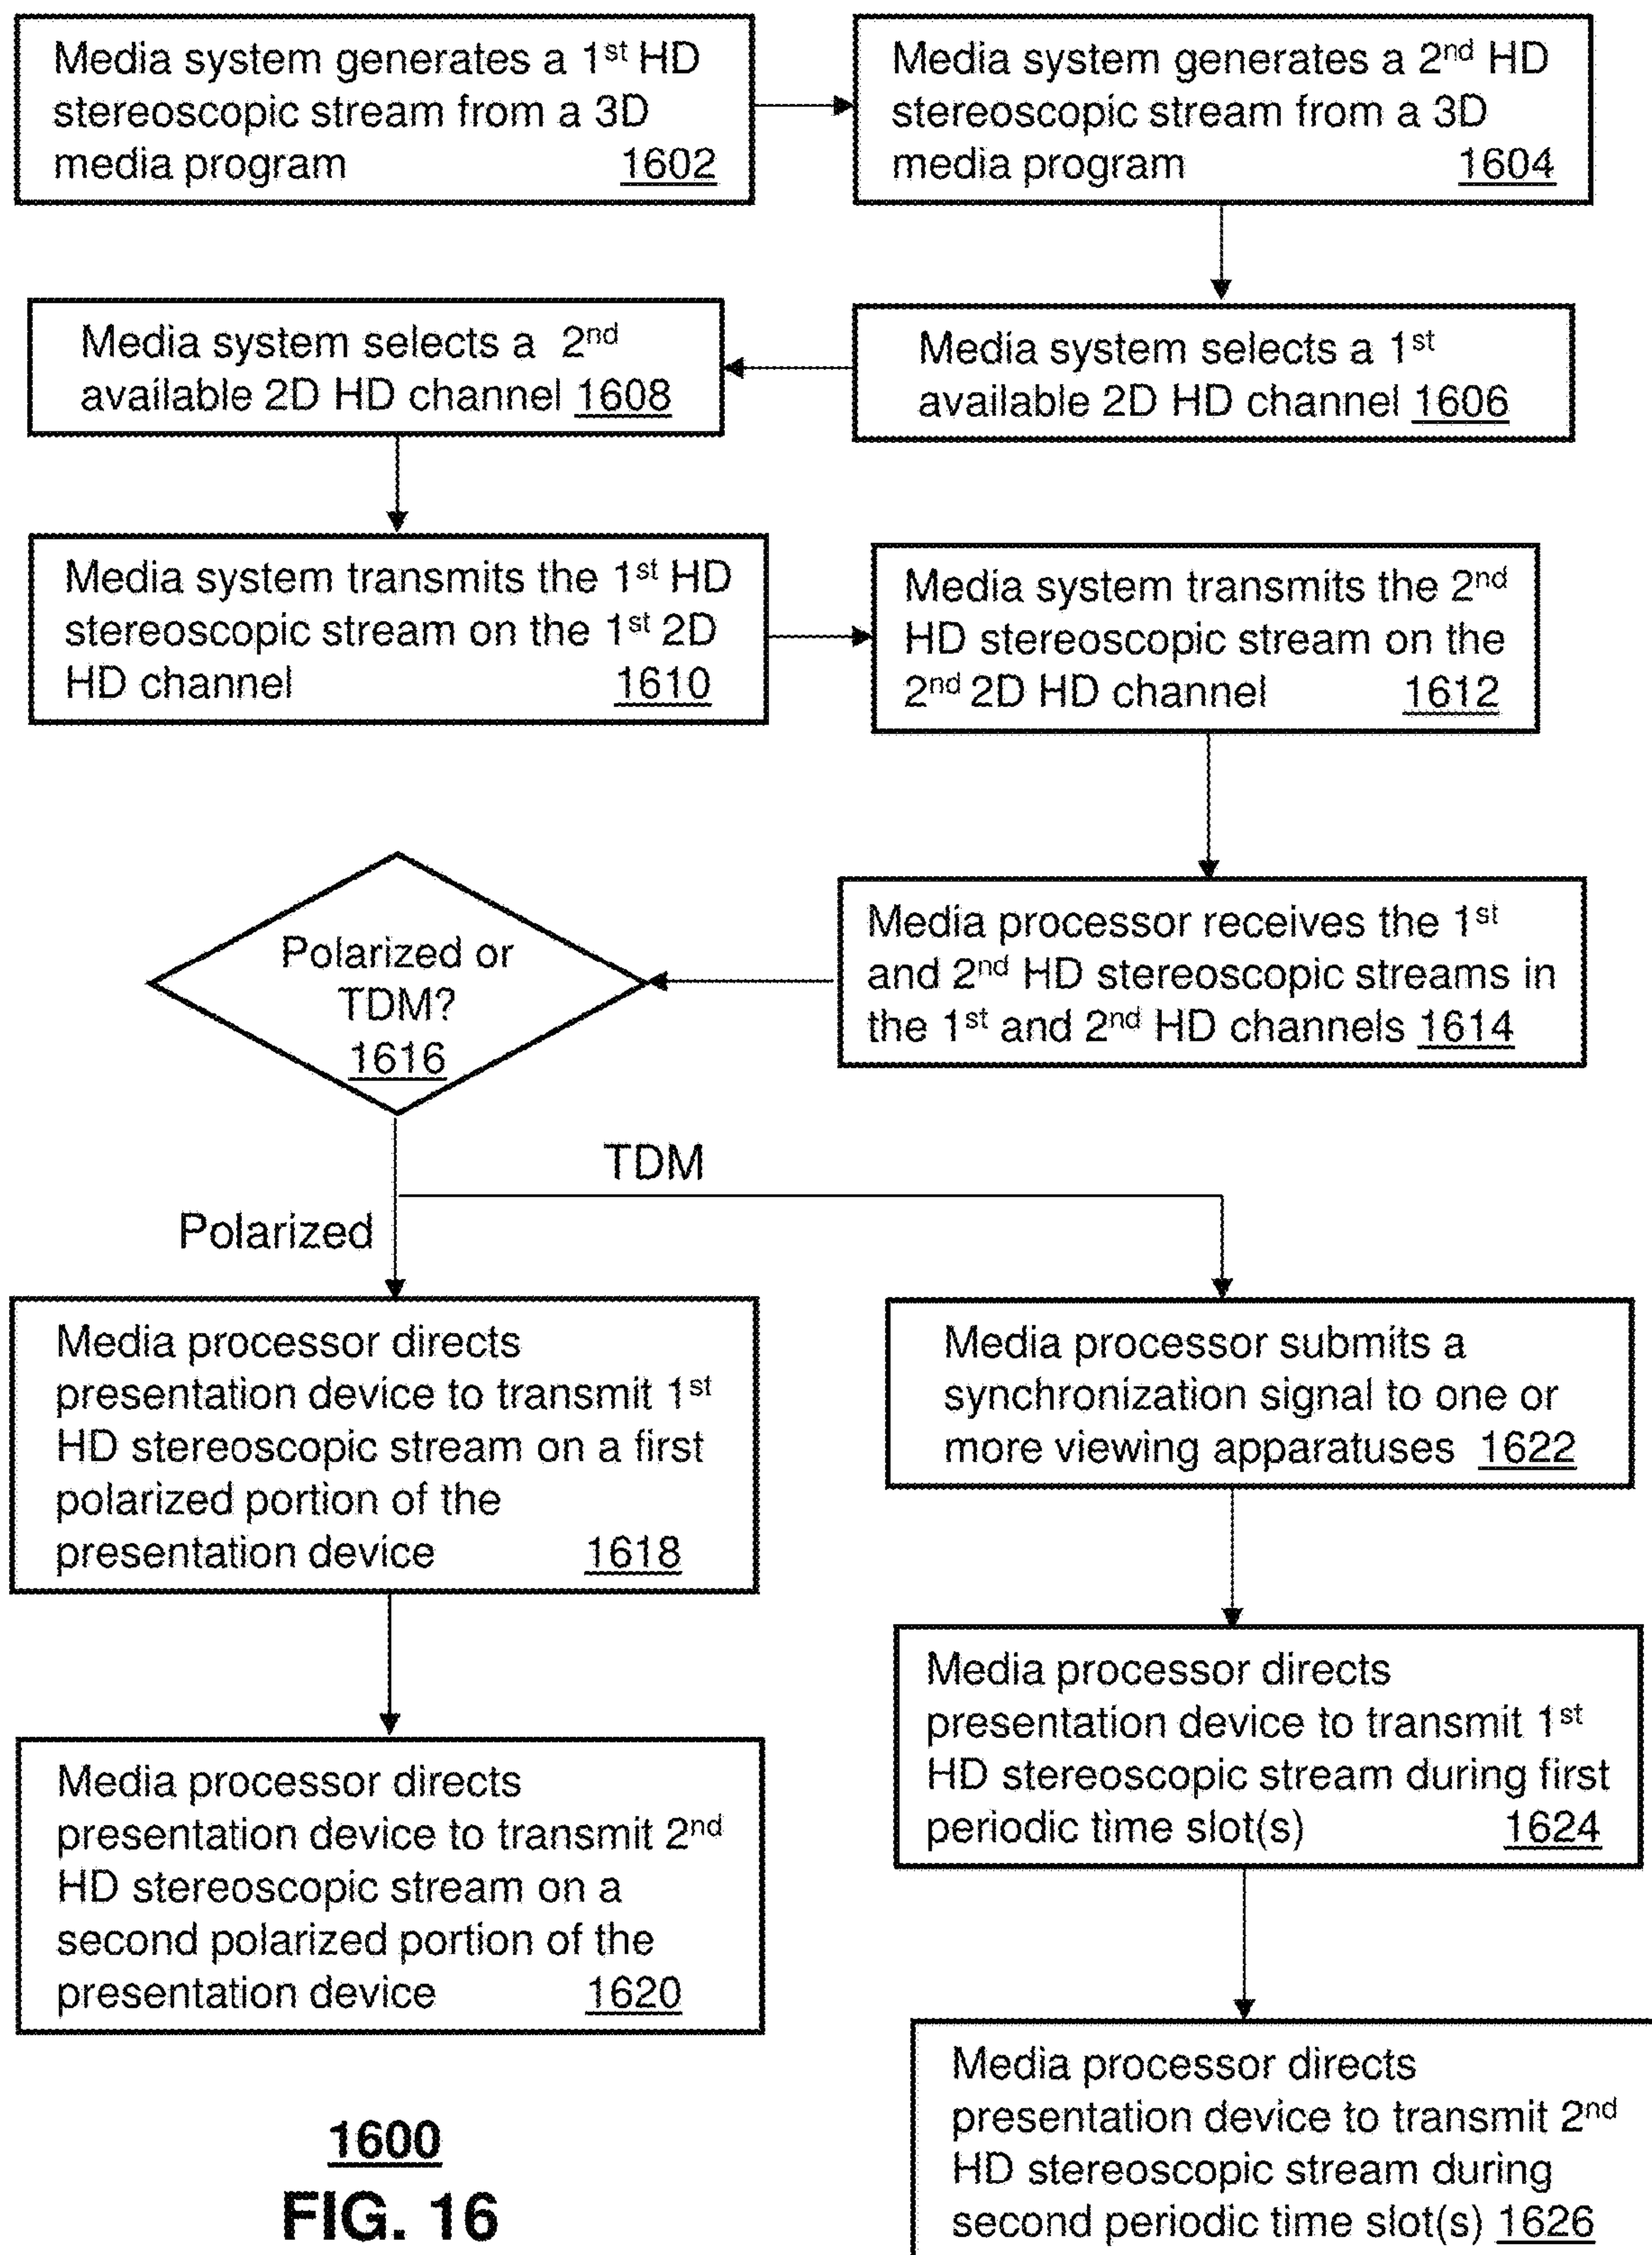 Media system generates a 1st HD
stereoscopic stream from a 3D
media program 1602
Media system generates a 2nd HD
stereoscopic stream from a 3D
media program 1604
Media system selects a 1st
available 2D HD channel 1606
Media system selects a 2nd
available 2D HD channel 1608
Media system transmits the 1st HD
stereoscopic stream on the 1st 2D
HD channel 1610
Media system transmits the 2nd
HD stereoscopic stream on the
2nd 2D HD channel 1612
Media processor receives the 1st
and 2nd HD stereoscopic streams in
the 1st and 2nd HD channels 1614
Polarized or
TDM?
1616
TDM
Polarized
Media processor directs
presentation device to transmit 1st
HD stereoscopic stream on a first
polarized portion of the
presentation device 1618
Media processor directs
presentation device to transmit 2nd
HD stereoscopic stream on a
second polarized portion of the
presentation device 1620
Media processor submits a
synchronization signal to one or
more viewing apparatuses 1622
Media processor directs
presentation device to transmit 1st
HD stereoscopic stream during first
periodic time slot(s) 1624
Media processor directs
presentation device to transmit 2nd
HD stereoscopic stream during
second periodic time slot(s) 1626
1600
FIG. 16